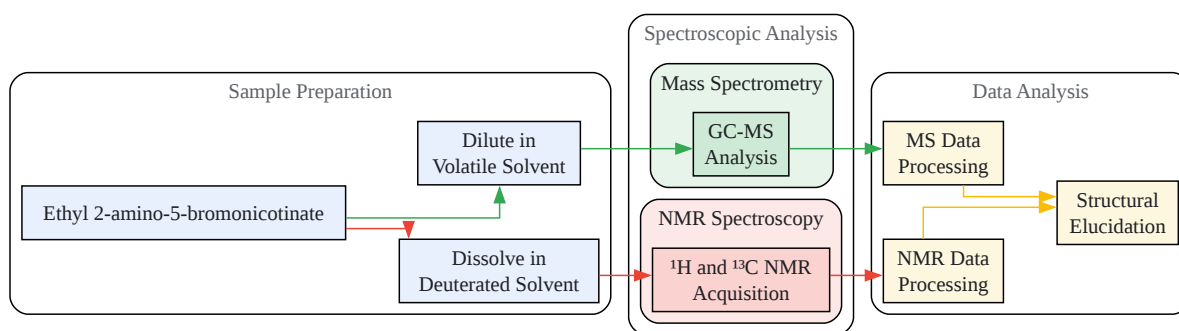 Spectroscopic Analysis
Sample Preparation
Mass Spectrometry
Data Analysis
Dilute in
Volatile Solvent
GC-MS
Analysis
MS Data
Processing
Ethyl 2-amino-5-bromonicotinate
NMR Spectroscopy
Structural
Elucidation
Dissolve in
Deuterated Solvent
¹H and ¹³C NMR
Acquisition
NMR Data
Processing